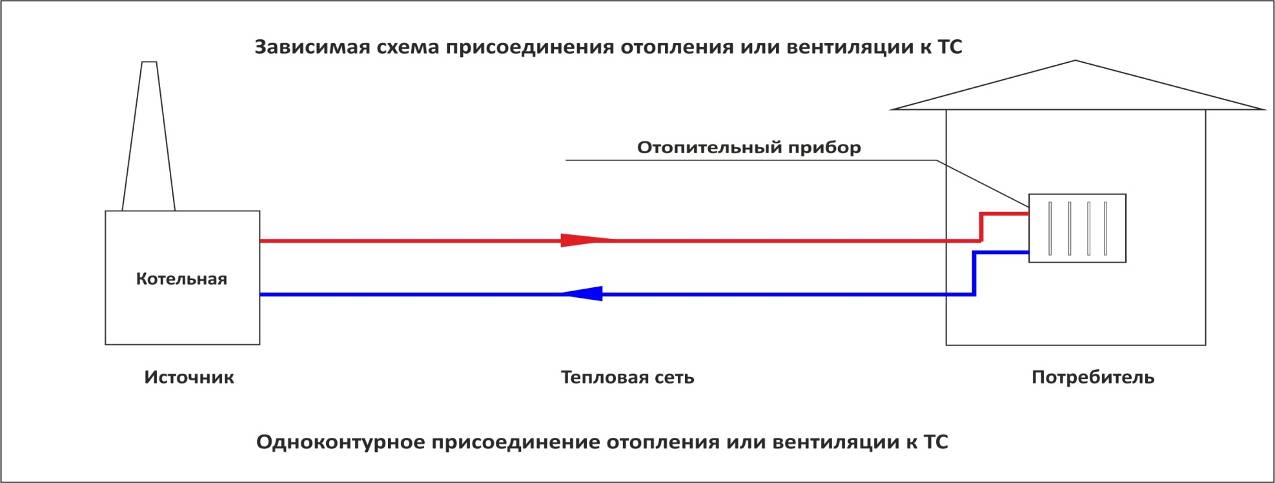 Зависимая схема присоединения отопления или вентиляции к ТС
Отопительный прибор
Котельная
Источник
Тепловая сеть
Потребитель
Одноконтурное присоединение отопления или вентиляции к ТС